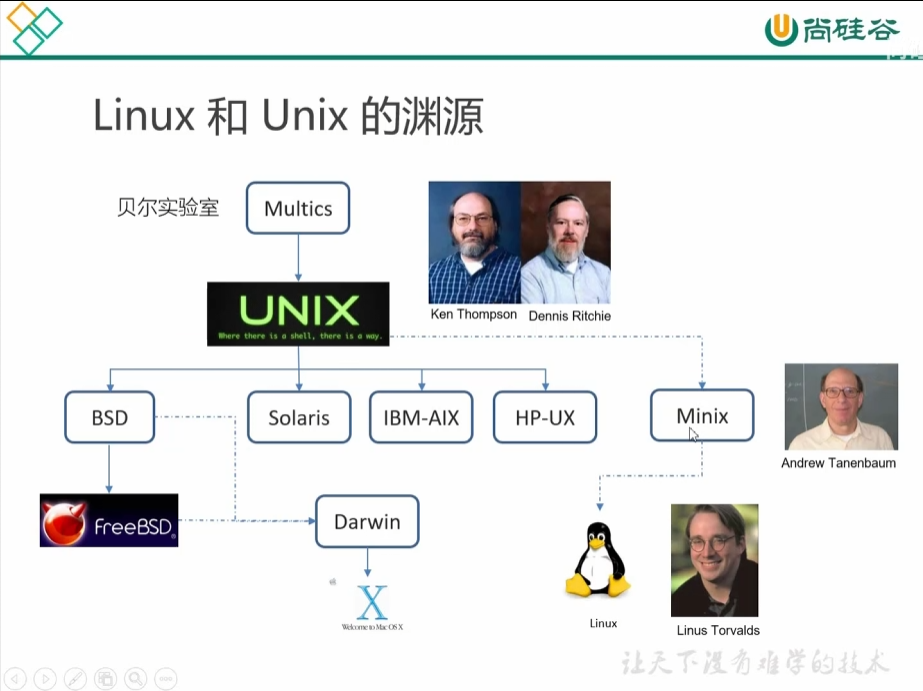 尚硅谷
Linux 和 Unix 的渊源
贝尔实验室
Multics
UNIX
Where there is a shell, there is a way.
Ken Thompson
Dennis Ritchie
BSD
Solaris
IBM-AIX
HP-UX
Minix
Andrew Tanenbaum
FreeBSD
Darwin
X
Welcome to Mac OS X
Linux
Linus Torvalds
让天下没有难学的技术